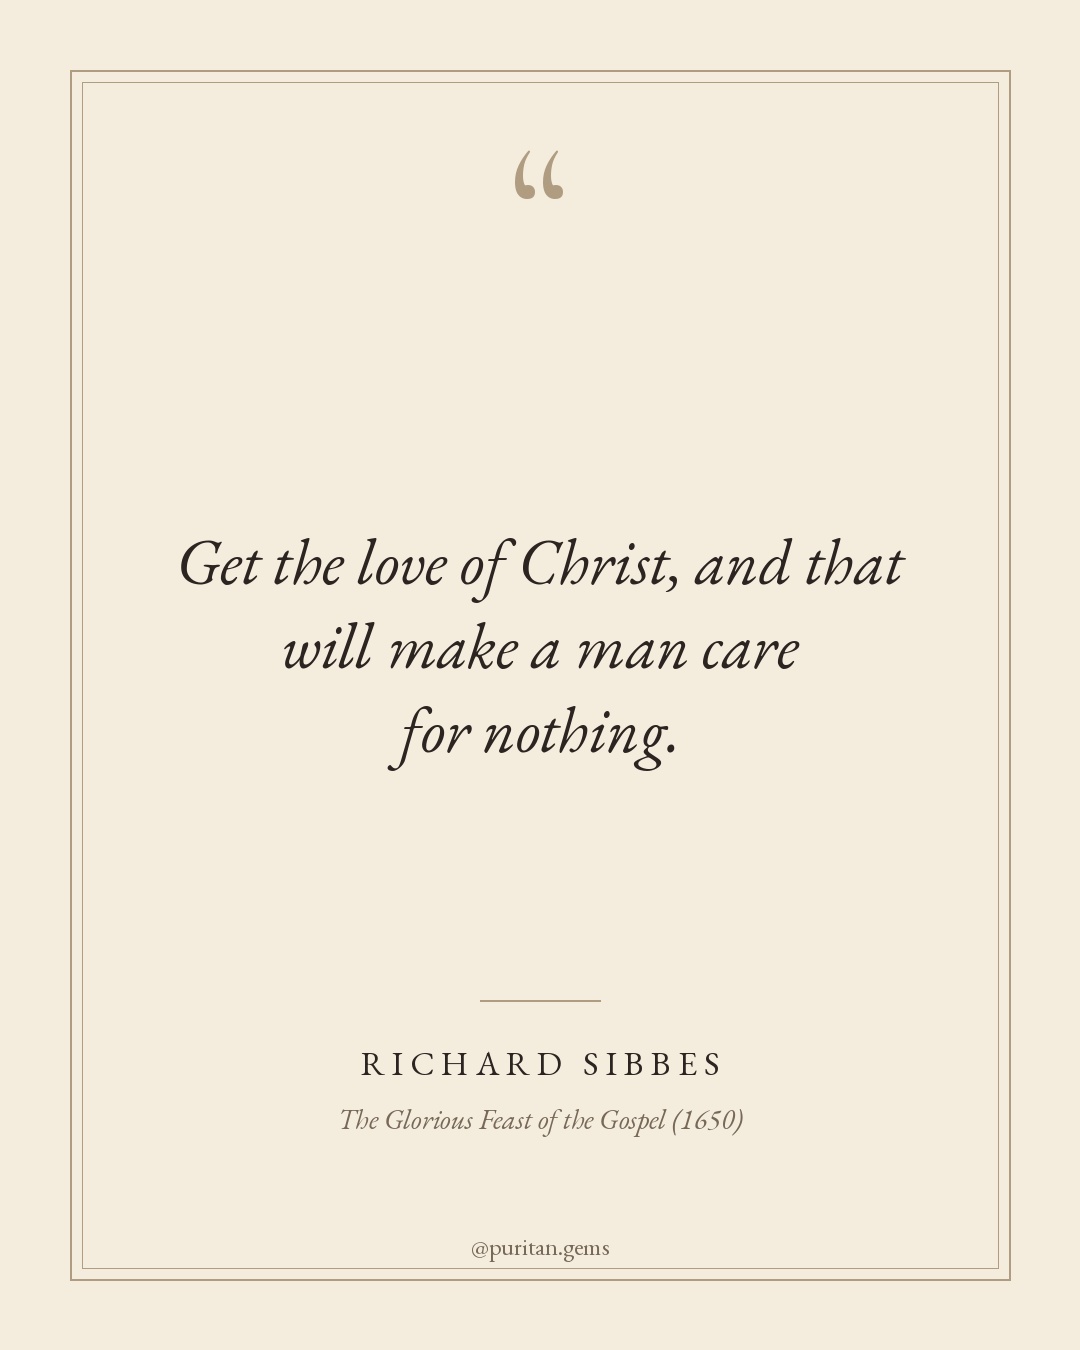 “
Get the love of Christ, and that
will make a man care
for nothing.
RICHARD SIBBES
The Glorious Feast of the Gospel (1650)
@puritan.gems